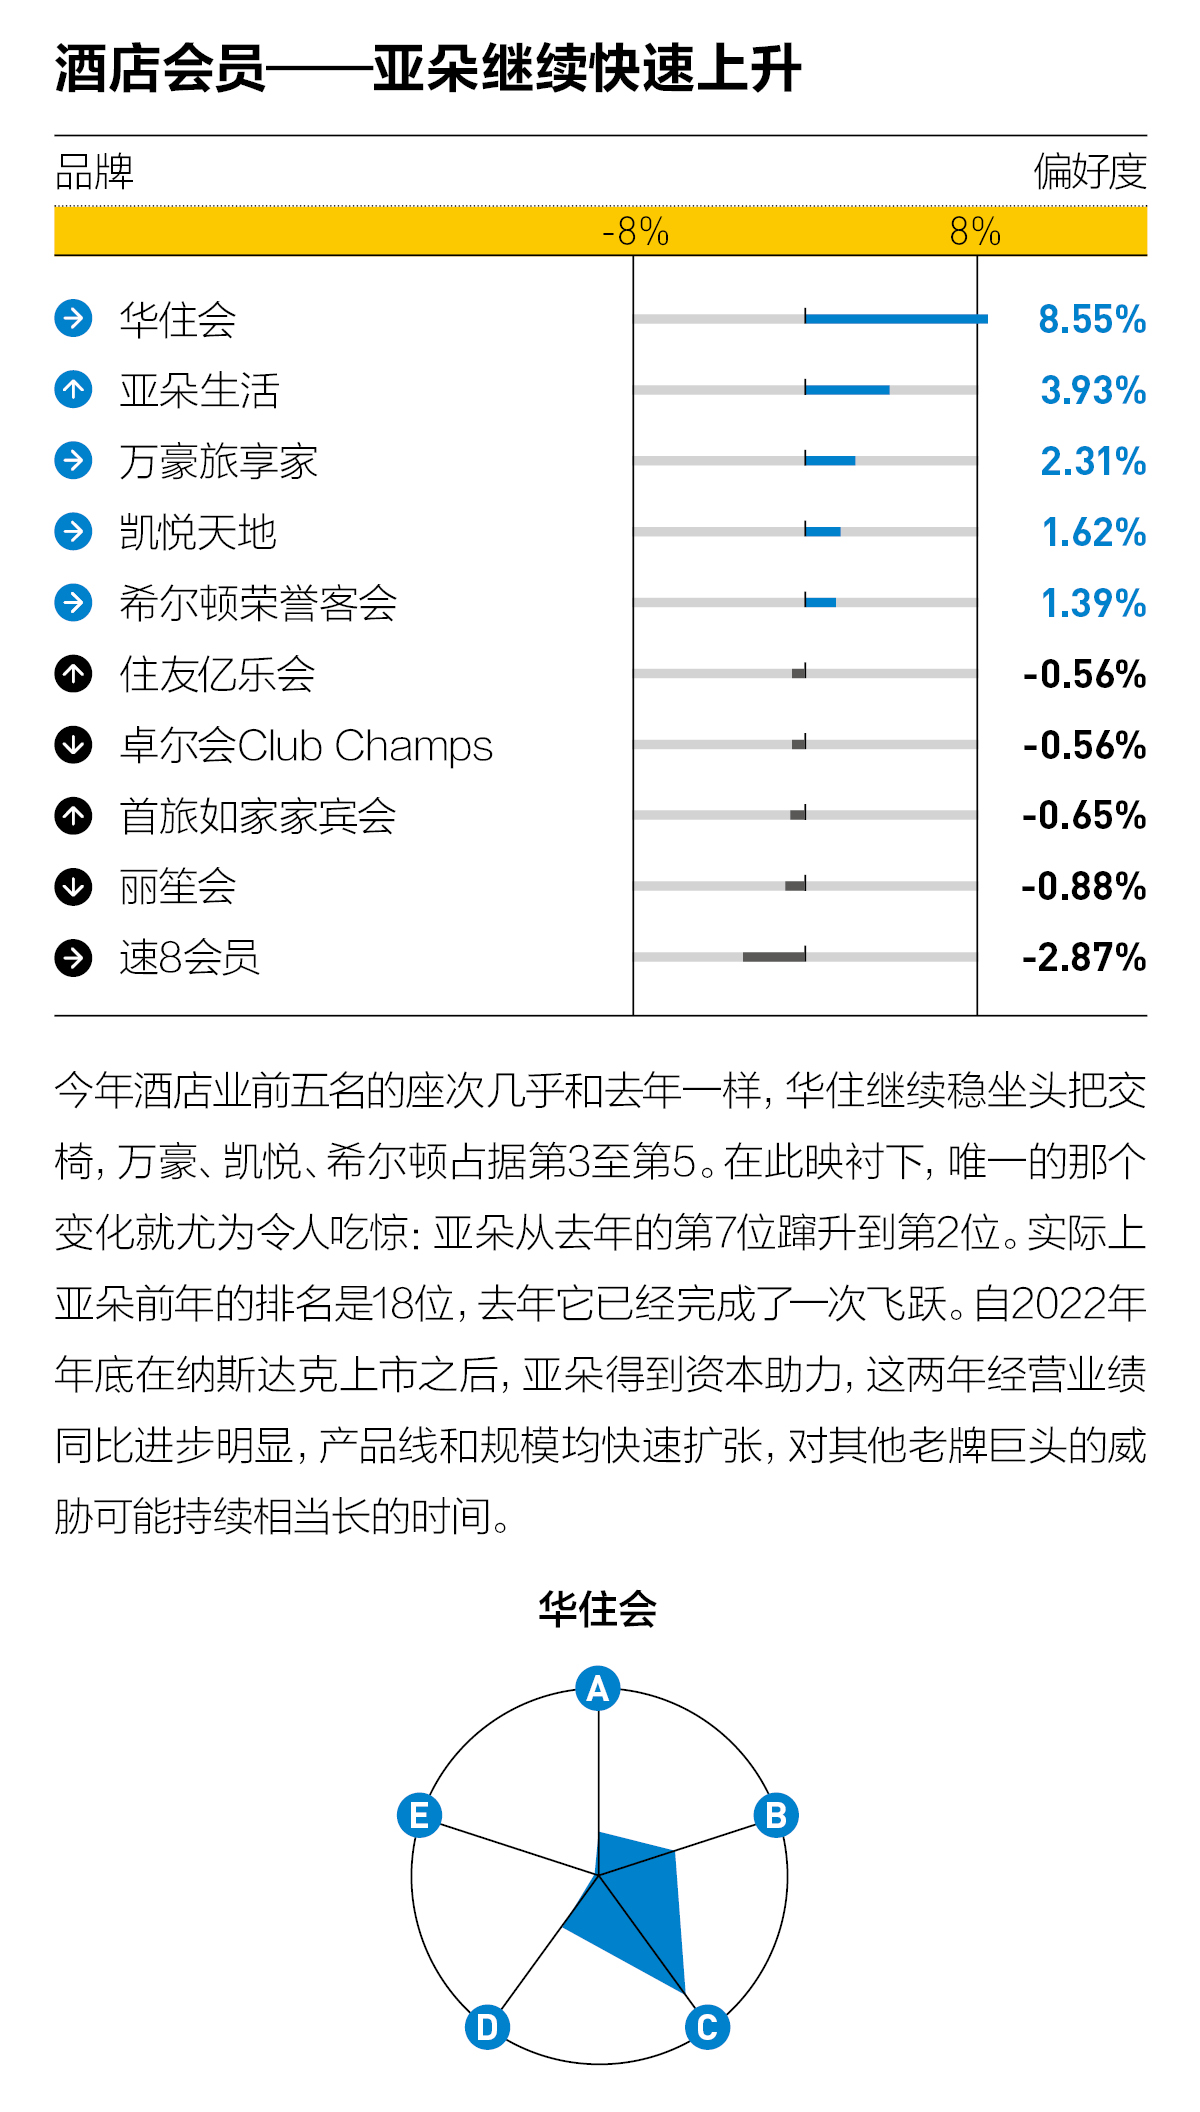 酒店会员——亚朵继续快速上升
品牌 偏好度
-8% 8%
华住会 8.55%
亚朵生活 3.93%
万豪旅享家 2.31%
凯悦天地 1.62%
希尔顿荣誉客会 1.39%
住友亿乐会 -0.56%
卓尔会Club Champs -0.56%
首旅如家家宾会 -0.65%
丽笙会 -0.88%
速8会员 -2.87%
今年酒店业前五名的座次几乎和去年一样，华住继续稳坐头把交
椅，万豪、凯悦、希尔顿占据第3至第5。在此映衬下，唯一的那个
变化就尤为令人吃惊：亚朵从去年的第7位蹿升到第2位。实际上
亚朵前年的排名是18位，去年它已经完成了一次飞跃。自2022年
年底在纳斯达克上市之后，亚朵得到资本助力，这两年经营业绩
同比进步明显，产品线和规模均快速扩张，对其他老牌巨头的威
胁可能持续相当长的时间。
华住会
A
E B
D C